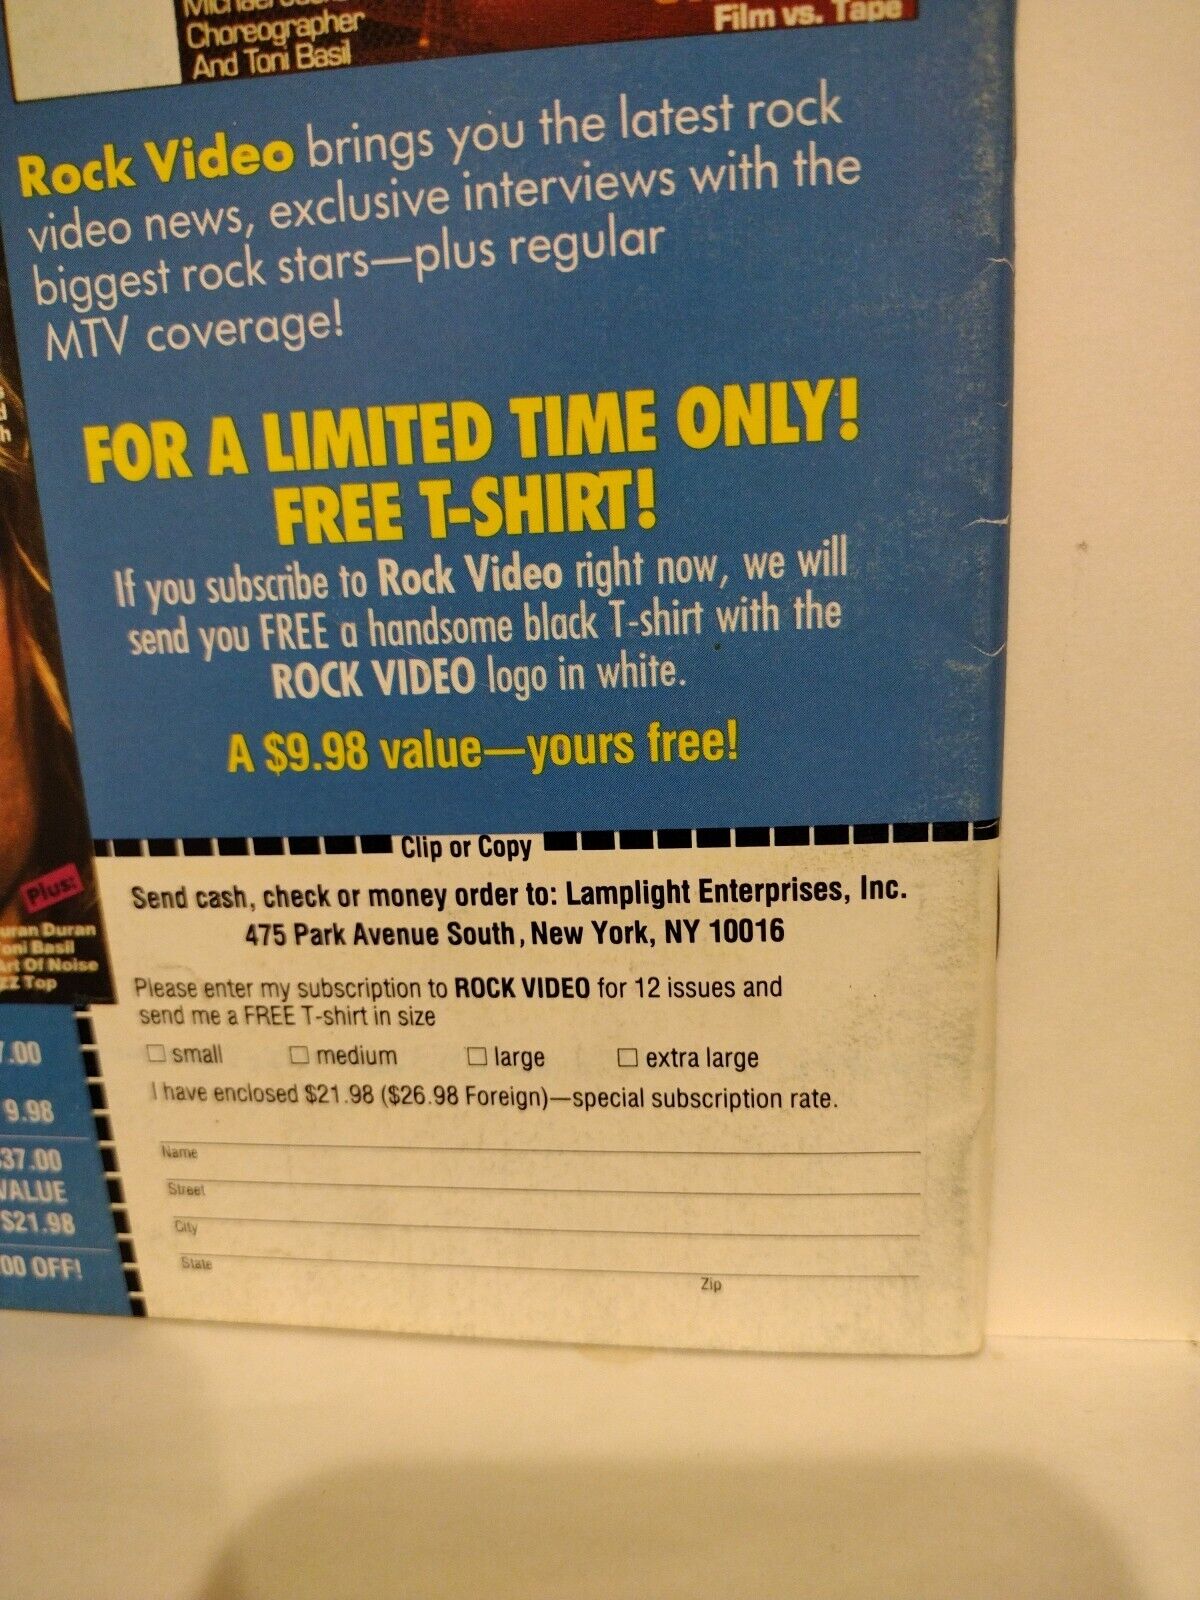 Choreographer
And Toni Basil
Film vs. Tape
Rock Video brings you the latest rock
video news, exclusive interviews with the
biggest rock stars—plus regular
MTV coverage!
FOR A LIMITED TIME ONLY!
FREE T-SHIRT!
If you subscribe to Rock Video right now, we will
send you FREE a handsome black T-shirt with the
ROCK VIDEO logo in white.
A $9.98 value—yours free!
Plus:
uran Duran
oni Basil
Art Of Noise
ZZ Top
7.00
9.98
37.00
VALUE
$21.98
00 OFF!
Clip or Copy
Send cash, check or money order to: Lamplight Enterprises, Inc.
475 Park Avenue South, New York, NY 10016
Please enter my subscription to ROCK VIDEO for 12 issues and
send me a FREE T-shirt in size
□ small □ medium □ large □ extra large
I have enclosed $21.98 ($26.98 Foreign)—special subscription rate.
Name
Street
City
State
Zip